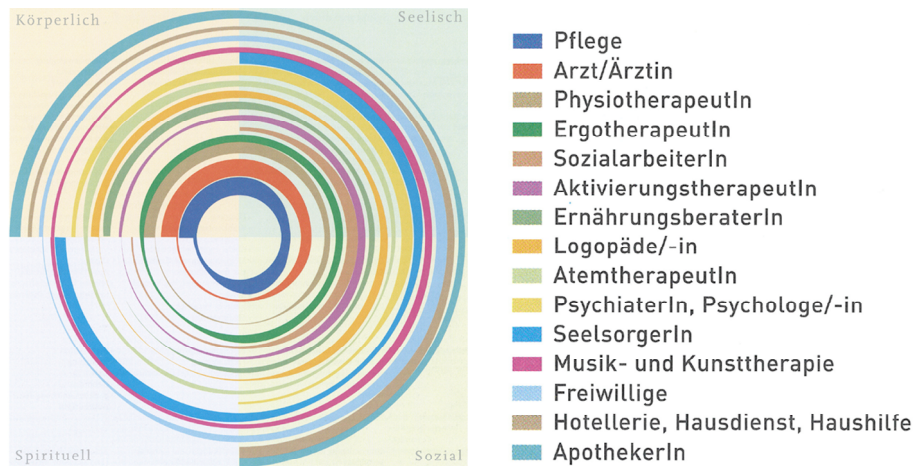 Körperlich
Seelisch
Spirituell
Sozial
Pflege
Arzt/Ärztin
PhysiotherapeutIn
ErgotherapeutIn
SozialarbeiterIn
AktivierungstherapeutIn
ErnährungsberaterIn
Logopäde/-in
AtemtherapeutIn
PsychiaterIn, Psychologe/-in
SeelsorgerIn
Musik- und Kunsttherapie
Freiwillige
Hotellerie, Hausdienst, Haushilfe
ApothekerIn